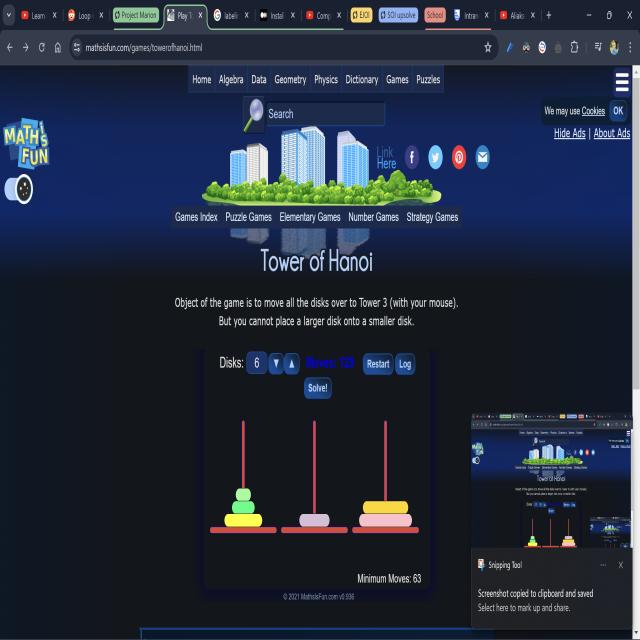 Learn
Loop
Project Marion
Play T
labeli
Instal
Comp
EJOI
SOI upsolve
School
Intran
Aliaks
mathsisfun.com/games/towerofhanoi.html
Home Algebra Data Geometry Physics Dictionary Games Puzzles
Search
We may use Cookies OK
Hide Ads | About Ads
MATHS FUN
Link
Here
Games Index Puzzle Games Elementary Games Number Games Strategy Games
Tower of Hanoi
Object of the game is to move all the disks over to Tower 3 (with your mouse).
But you cannot place a larger disk onto a smaller disk.
Disks: 6 ▼ ▲ Restart Log
Solve!
Minimum Moves: 63
© 2021 MathsIsFun.com v0.936
Snipping Tool
Screenshot copied to clipboard and saved
Select here to mark up and share.